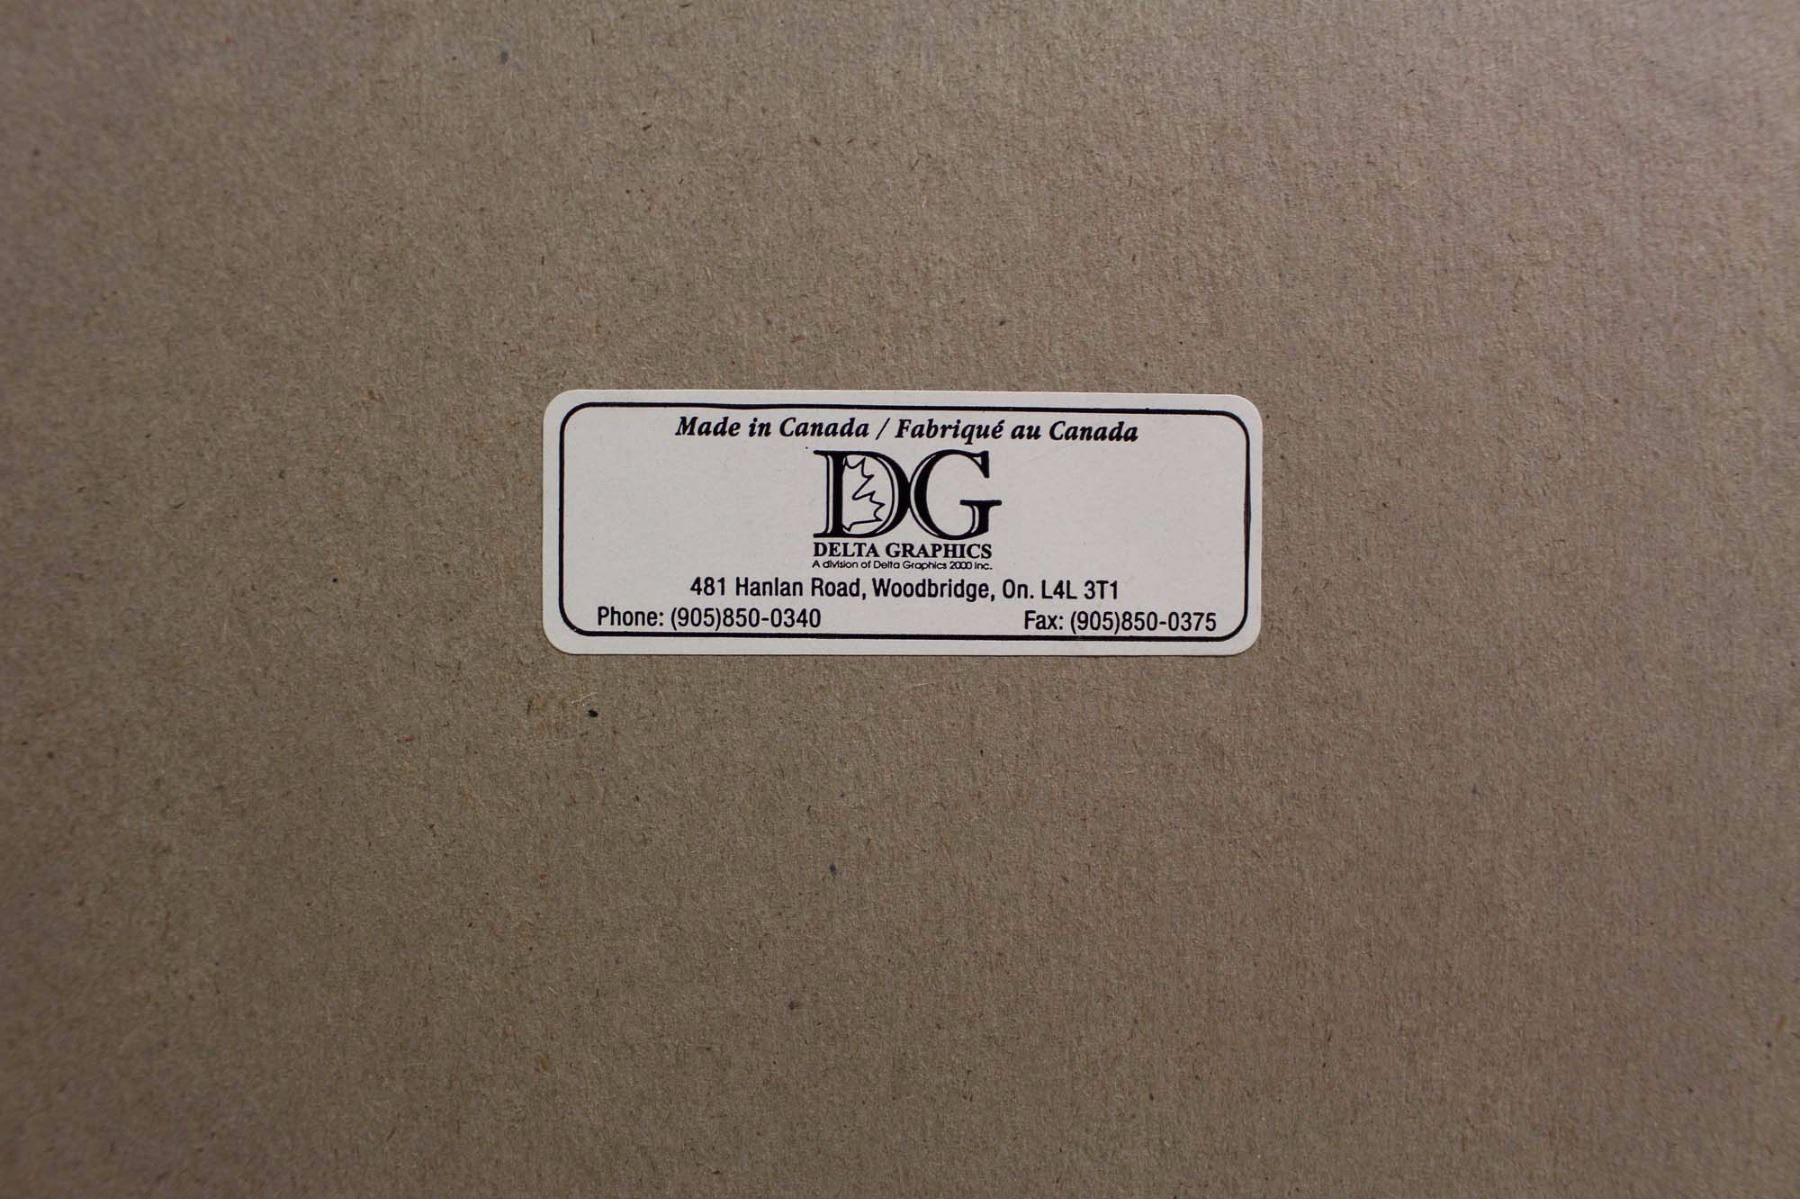 Made in Canada / Fabriqué au Canada
DG
DELTA GRAPHICS
A division of Delta Graphics 2000 Inc.
481 Hanlan Road, Woodbridge, On. L4L 3T1
Phone: (905)850-0340 Fax: (905)850-0375